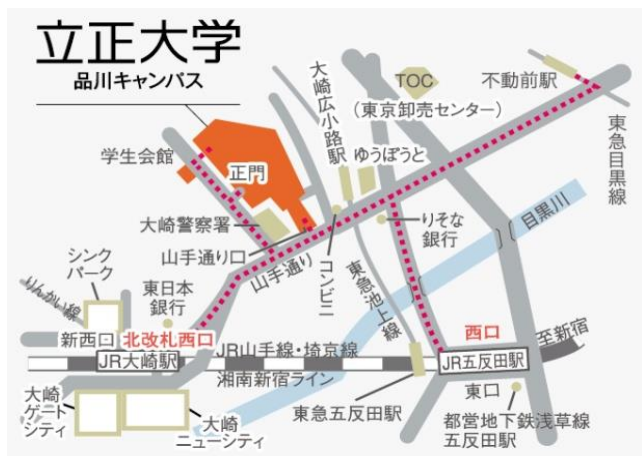 立正大学
品川キャンパス
大崎広小路駅
TOC
(東京卸売センター)
不動前駅
東急目黒線
学生会館
正門
ゆうぽうと
大崎警察署
山手通り口
山手通り
コンビニ
りそな
銀行
目黒川
シンク
パーク
りんかい線
東日本
銀行
東急池上線
新西口
北改札西口
JR大崎駅
JR山手線・埼京線
湘南新宿ライン
西口
JR五反田駅
至新宿
東口
大崎
ゲート
シティ
大崎
ニューシティ
東急五反田駅
都営地下鉄浅草線
五反田駅